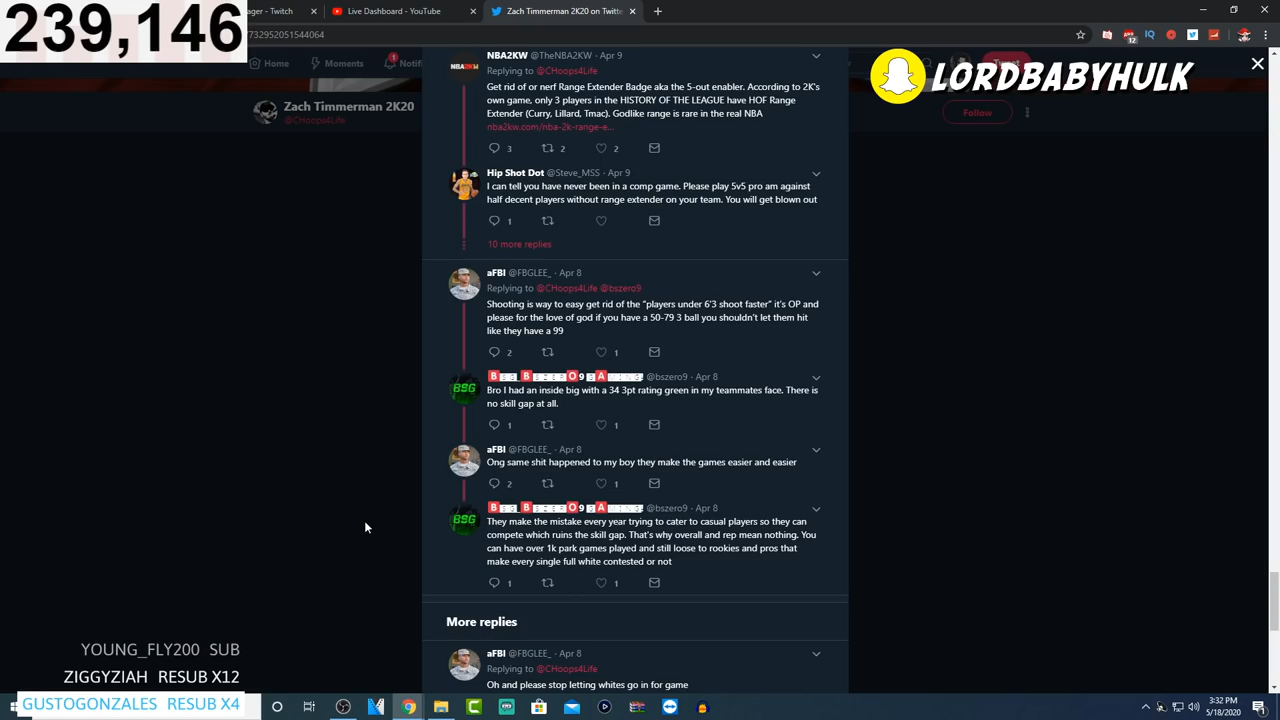 239,146
ager - Twitch
Live Dashboard - YouTube
Zach Timmerman 2K20 on Twitte
732952051544064
12
Home
Moments
1
Notif
Tweet
LORDBABYHULK
Zach Timmerman 2K20
@CHoops4Life
Follow
NBA2KW @TheNBA2KW · Apr 9
Replying to @CHoops4Life
Get rid of or nerf Range Extender Badge aka the 5-out enabler. According to 2K's
own game, only 3 players in the HISTORY OF THE LEAGUE have HOF Range
Extender (Curry, Lillard, Tmac). Godlike range is rare in the real NBA
nba2kw.com/nba-2k-range-e...
3 2 2
Hip Shot Dot @Steve_MSS · Apr 9
I can tell you have never been in a comp game. Please play 5v5 pro am against
half decent players without range extender on your team. You will get blown out
1
10 more replies
aFBI @FBGLEE_ · Apr 8
Replying to @CHoops4Life @bszero9
Shooting is way to easy get rid of the "players under 6'3 shoot faster" it's OP and
please for the love of god if you have a 50-79 3 ball you shouldn't let them hit
like they have a 99
2 1
@bszero9 · Apr 8
BSG
Bro I had an inside big with a 34 3pt rating green in my teammates face. There is
no skill gap at all.
1 1
aFBI @FBGLEE_ · Apr 8
Ong same shit happened to my boy they make the games easier and easier
2 1
@bszero9 · Apr 8
BSG
They make the mistake every year trying to cater to casual players so they can
compete which ruins the skill gap. That's why overall and rep mean nothing. You
can have over 1k park games played and still loose to rookies and pros that
make every single full white contested or not
1 1
More replies
aFBI @FBGLEE_ · Apr 8
Replying to @CHoops4Life
Oh and please stop letting whites go in for game
YOUNG_FLY200 SUB
ZIGGYZIAH RESUB X12
GUSTOGONZALES RESUB X4
3:32 PM
5/18/2020